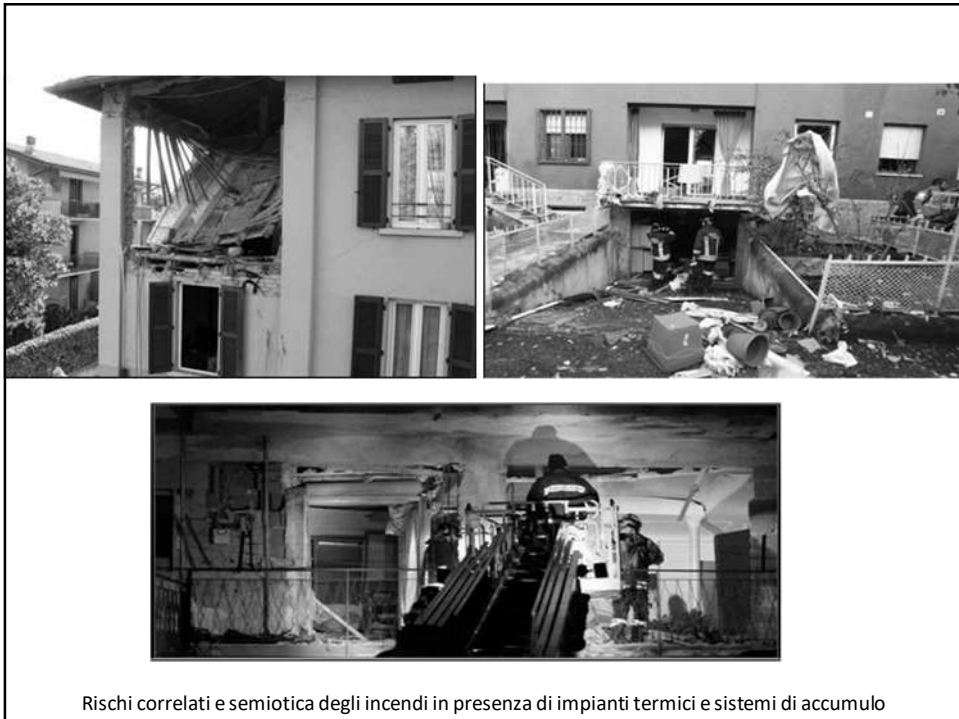 Rischi correlati e semiotica degli incendi in presenza di impianti termici e sistemi di accumulo